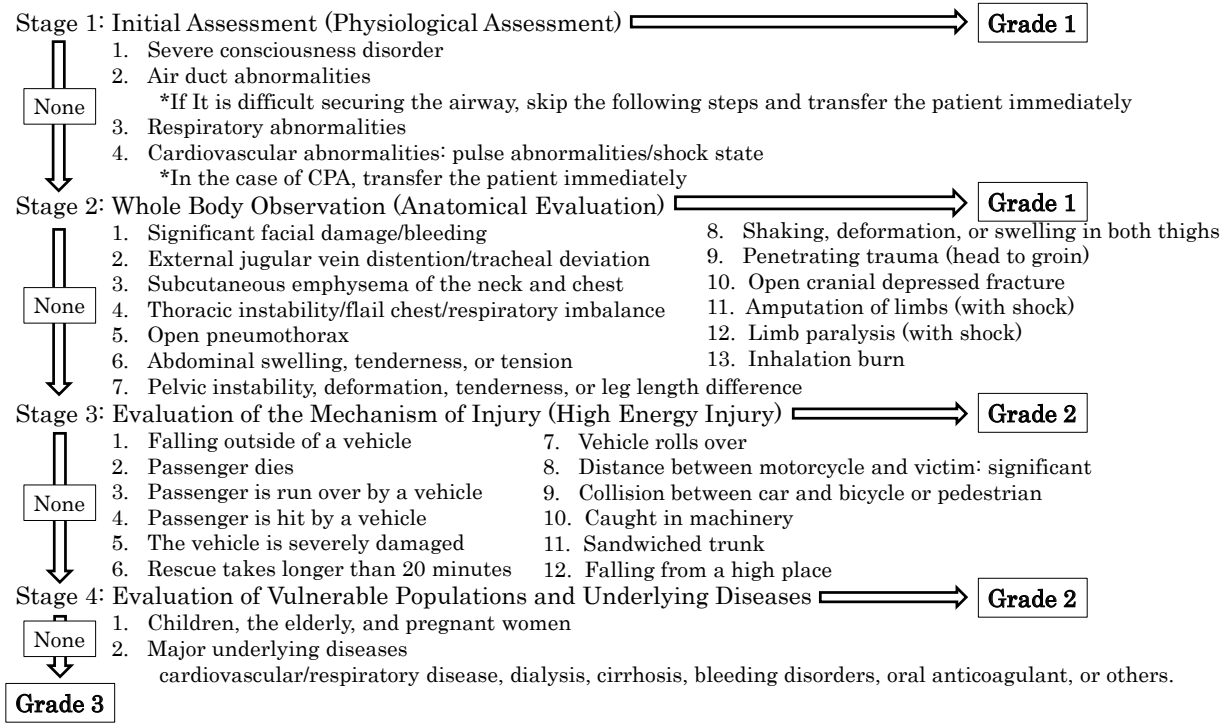 Stage 1: Initial Assessment (Physiological Assessment)
Grade 1
1. Severe consciousness disorder
2. Air duct abnormalities
*If It is difficult securing the airway, skip the following steps and transfer the patient immediately
None
3. Respiratory abnormalities
4. Cardiovascular abnormalities: pulse abnormalities/shock state
*In the case of CPA, transfer the patient immediately
Stage 2: Whole Body Observation (Anatomical Evaluation)
Grade 1
1. Significant facial damage/bleeding
2. External jugular vein distention/tracheal deviation
3. Subcutaneous emphysema of the neck and chest
None
4. Thoracic instability/flail chest/respiratory imbalance
5. Open pneumothorax
6. Abdominal swelling, tenderness, or tension
7. Pelvic instability, deformation, tenderness, or leg length difference
8. Shaking, deformation, or swelling in both thighs
9. Penetrating trauma (head to groin)
10. Open cranial depressed fracture
11. Amputation of limbs (with shock)
12. Limb paralysis (with shock)
13. Inhalation burn
Stage 3: Evaluation of the Mechanism of Injury (High Energy Injury)
Grade 2
1. Falling outside of a vehicle
2. Passenger dies
3. Passenger is run over by a vehicle
None
4. Passenger is hit by a vehicle
5. The vehicle is severely damaged
6. Rescue takes longer than 20 minutes
7. Vehicle rolls over
8. Distance between motorcycle and victim: significant
9. Collision between car and bicycle or pedestrian
10. Caught in machinery
11. Sandwiched trunk
12. Falling from a high place
Stage 4: Evaluation of Vulnerable Populations and Underlying Diseases
Grade 2
1. Children, the elderly, and pregnant women
None
2. Major underlying diseases
cardiovascular/respiratory disease, dialysis, cirrhosis, bleeding disorders, oral anticoagulant, or others.
Grade 3